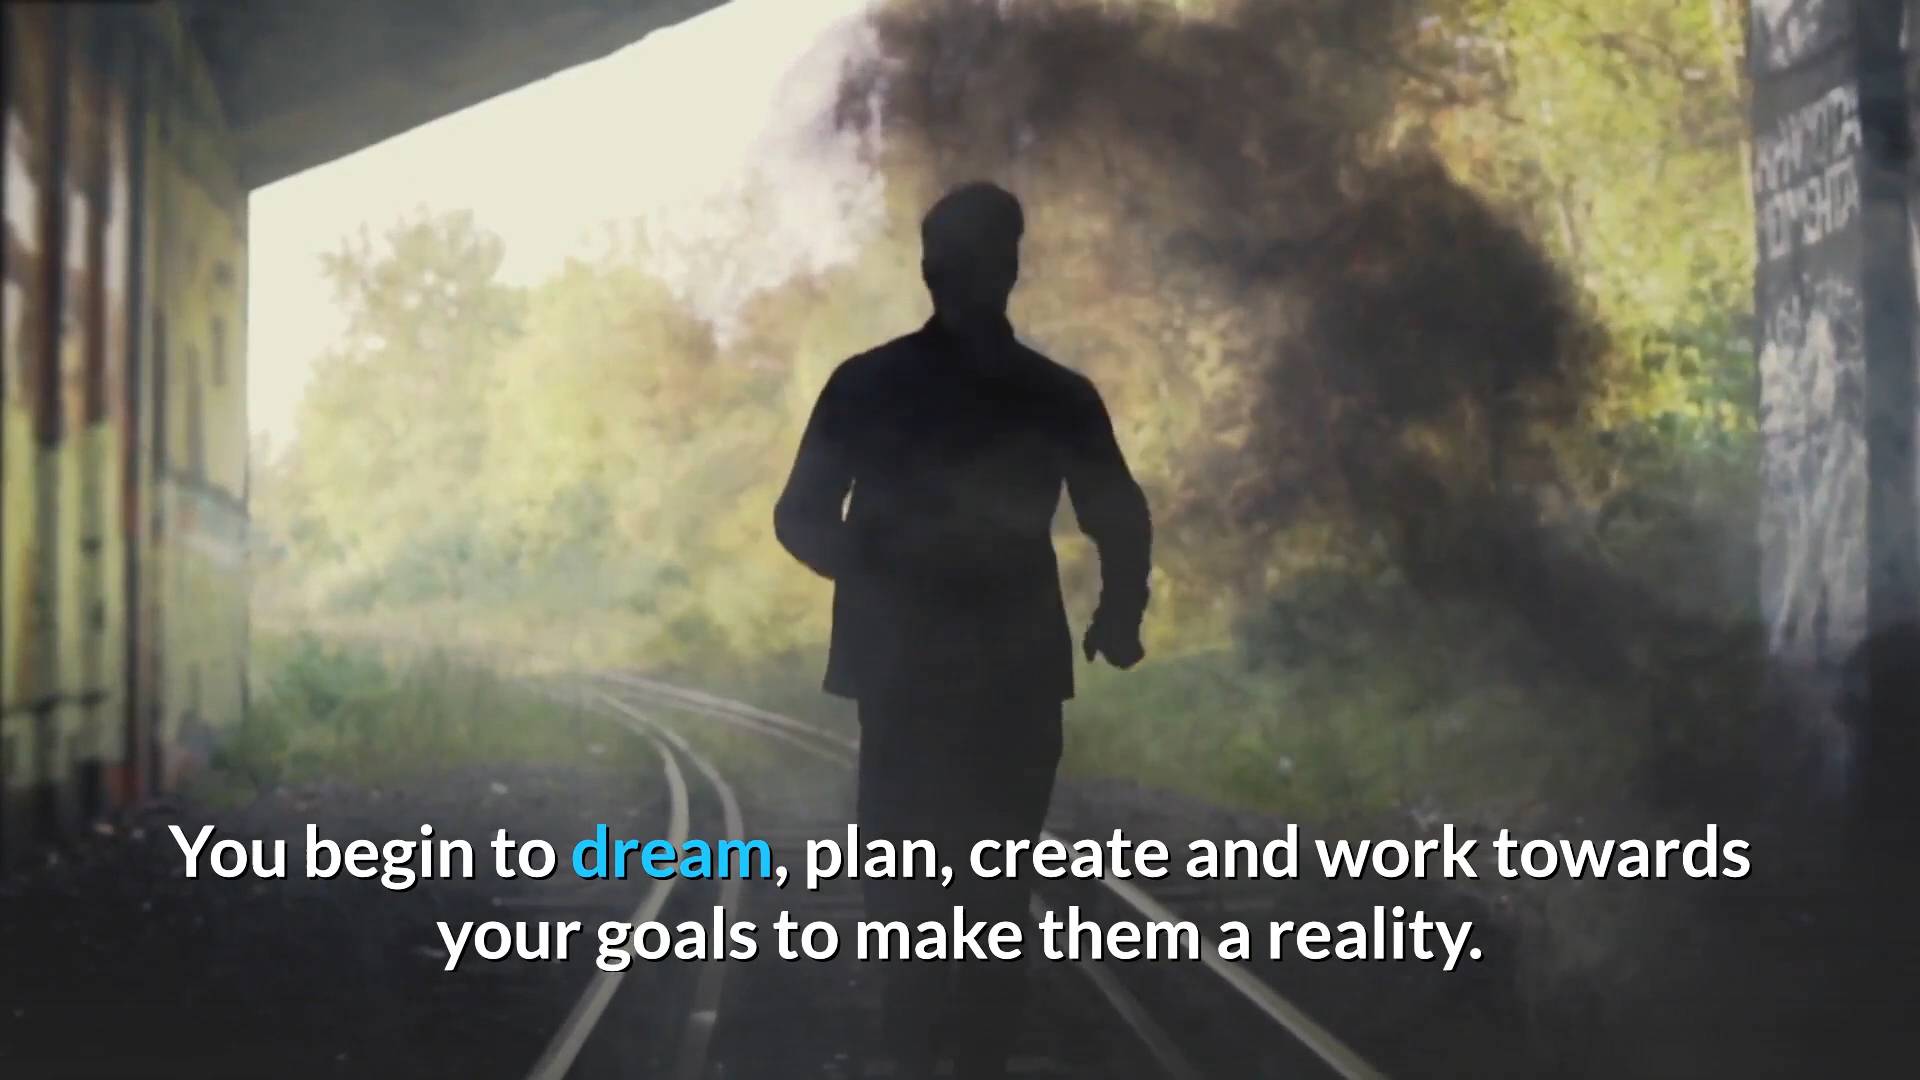 You begin to dream, plan, create and work towards
your goals to make them a reality.